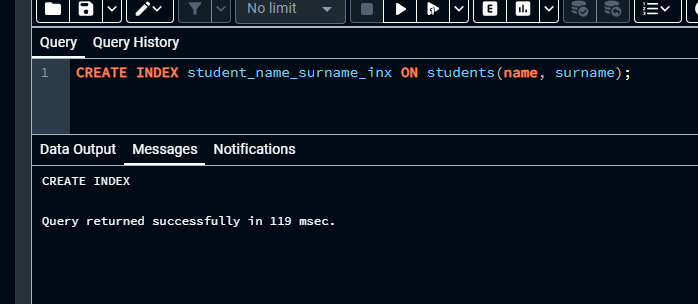 No limit
E
Query Query History
1 CREATE INDEX student_name_surname_inx ON students(name, surname);
Data Output Messages Notifications
CREATE INDEX
Query returned successfully in 119 msec.